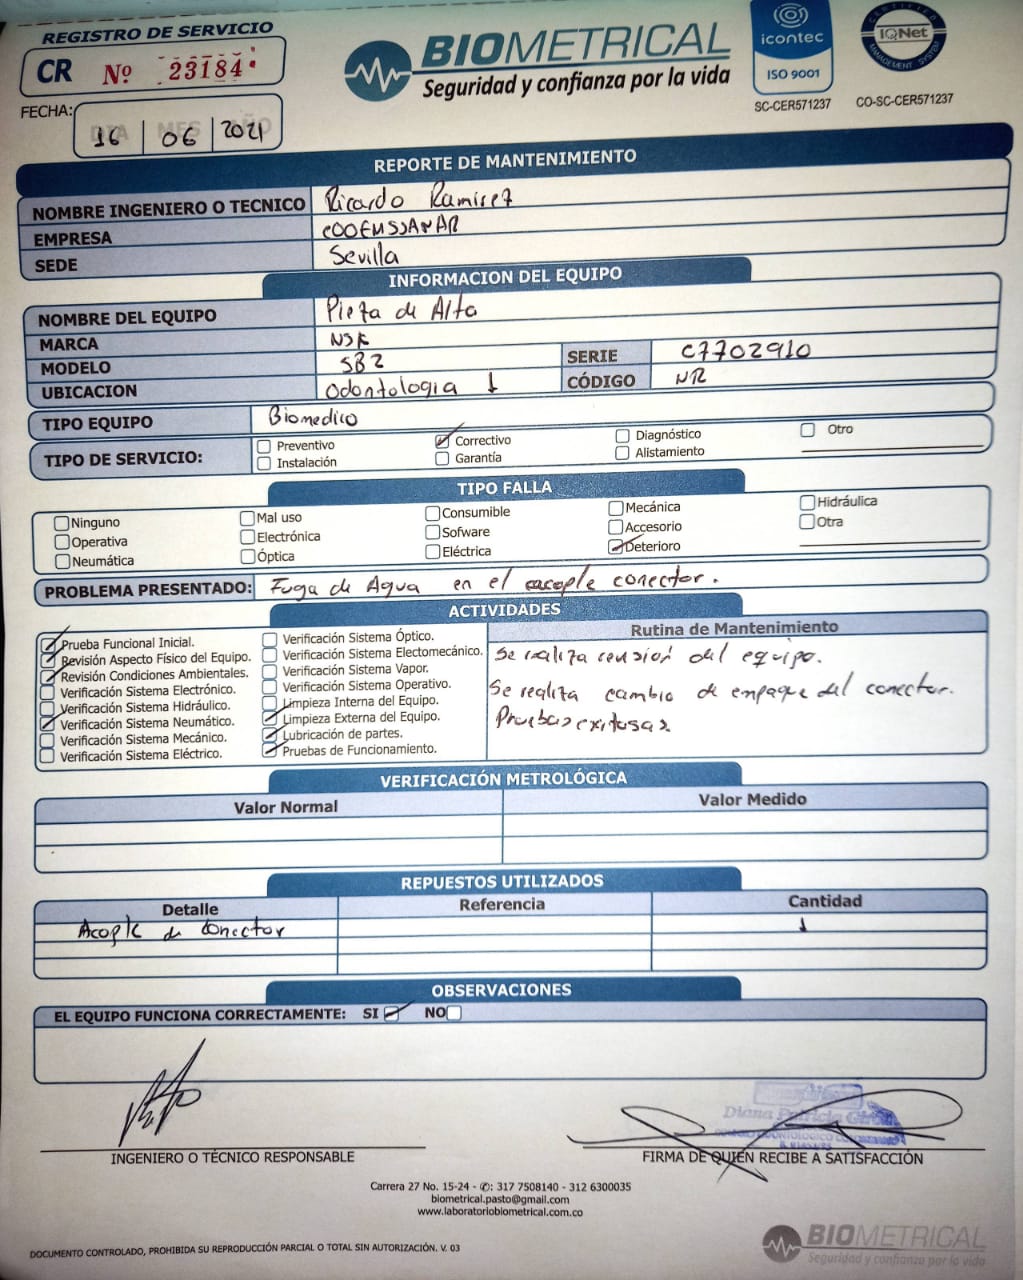 REGISTRO DE SERVICIO
CR Nº 23184
BIOMETRICAL
Seguridad y confianza por la vida
icontec
ISO 9001
SC-CER571237
CERTIFIED
IQNet
MANAGEMENT SYSTEM
CO-SC-CER571237
FECHA:
DIA MES AÑO
16 06 2021
REPORTE DE MANTENIMIENTO
NOMBRE INGENIERO O TECNICO Ricardo Ramirez
EMPRESA COOEMSSANAR
SEDE Sevilla
INFORMACION DEL EQUIPO
NOMBRE DEL EQUIPO Pieza de Alta
MARCA NSK
MODELO SB2 SERIE C7702910
UBICACION Odontologia 1 CÓDIGO NR
TIPO EQUIPO Biomedico
TIPO DE SERVICIO:
Preventivo Correctivo Diagnóstico Otro
Instalación Garantía Alistamiento
TIPO FALLA
Ninguno Mal uso Consumible Mecánica Hidráulica
Operativa Electrónica Sofware Accesorio Otra
Neumática Óptica Eléctrica Deterioro
PROBLEMA PRESENTADO: Fuga de Agua en el acople conector.
ACTIVIDADES
Prueba Funcional Inicial.
Revisión Aspecto Físico del Equipo.
Revisión Condiciones Ambientales.
Verificación Sistema Electrónico.
Verificación Sistema Hidráulico.
Verificación Sistema Neumático.
Verificación Sistema Mecánico.
Verificación Sistema Eléctrico.
Verificación Sistema Óptico.
Verificación Sistema Electomecánico.
Verificación Sistema Vapor.
Verificación Sistema Operativo.
Limpieza Interna del Equipo.
Limpieza Externa del Equipo.
Lubricación de partes.
Pruebas de Funcionamiento.
Rutina de Mantenimiento
Se realiza revisión del equipo.
Se realiza cambio de empaque del conector.
Pruebas exitosas
VERIFICACIÓN METROLÓGICA
Valor Normal Valor Medido
REPUESTOS UTILIZADOS
Detalle Referencia Cantidad
Acople de conector 1
OBSERVACIONES
EL EQUIPO FUNCIONA CORRECTAMENTE: SI NO
Diana Patricia
INGENIERO O TÉCNICO RESPONSABLE
FIRMA DE QUIEN RECIBE A SATISFACCIÓN
Carrera 27 No. 15-24 - ✆: 317 7508140 - 312 6300035
biometrical.pasto@gmail.com
www.laboratoriobiometrical.com.co
DOCUMENTO CONTROLADO, PROHIBIDA SU REPRODUCCIÓN PARCIAL O TOTAL SIN AUTORIZACIÓN. V. 03
BIOMETRICAL
Seguridad y confianza por la vida